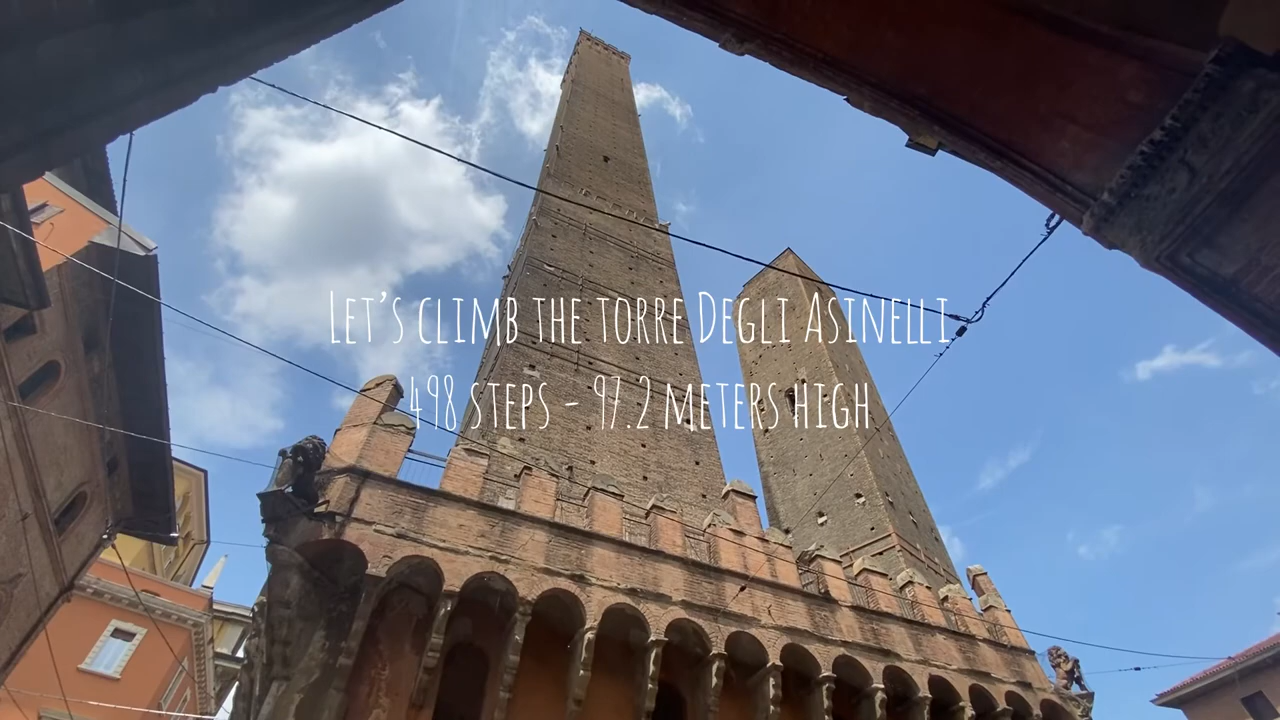 Let's climb the torre Degli Asinelli
498 steps - 97.2 meters high